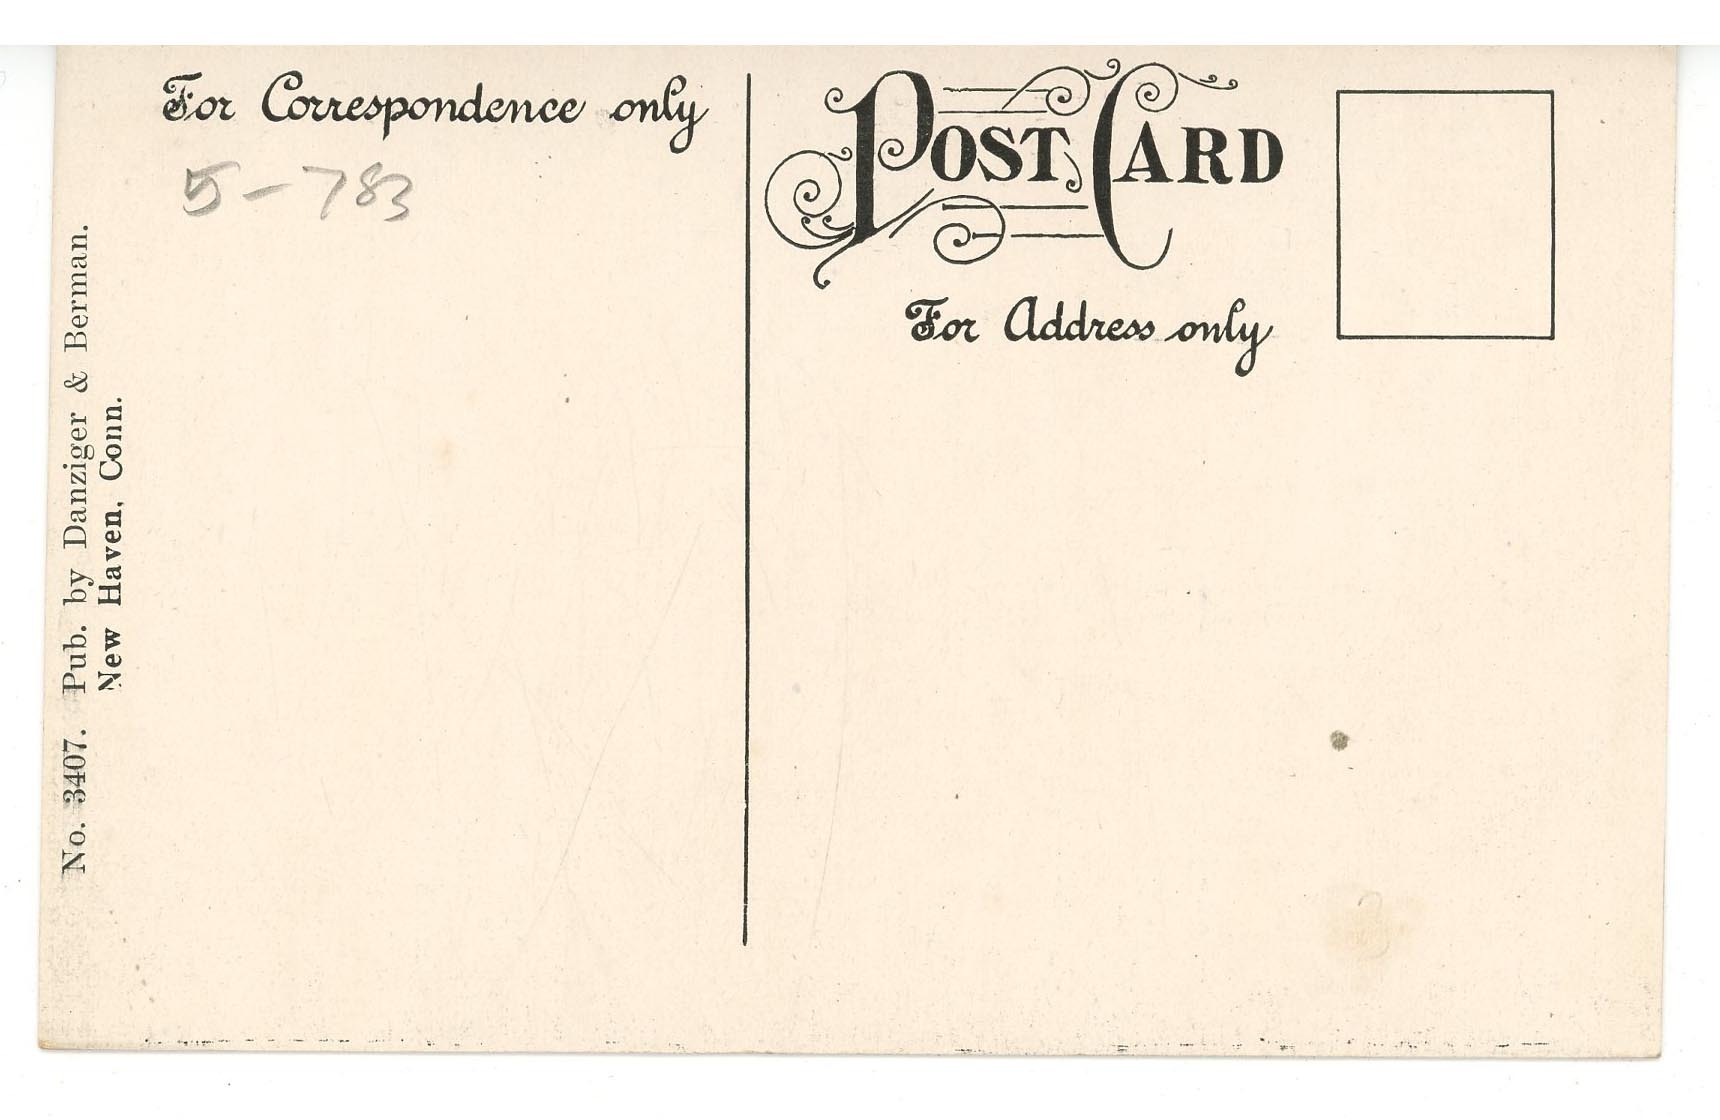 For Correspondence only
5-783
POST CARD
For Address only
No. 3407. Pub. by Danziger & Berman.
New Haven, Conn.